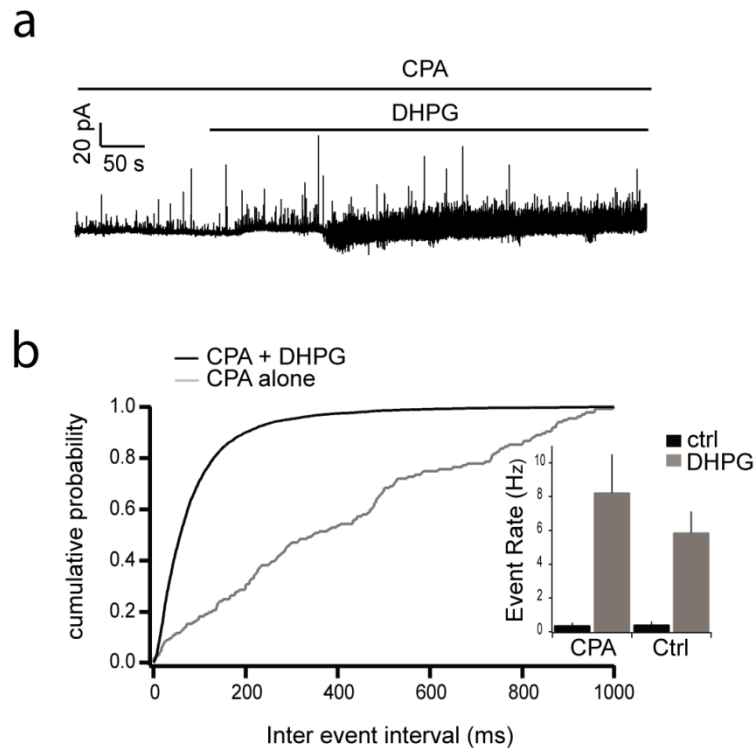 a
CPA
DHPG
20 pA
50 s
b
CPA + DHPG
CPA alone
ctrl
DHPG
cumulative probability
1.0
0.8
0.6
0.4
0.2
0.0
0
200
400
600
800
1000
Inter event interval (ms)
Event Rate (Hz)
10
8
6
4
2
0
CPA
Ctrl